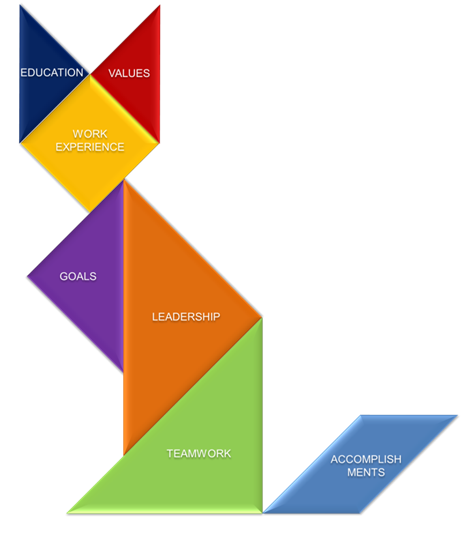 EDUCATION
VALUES
WORK
EXPERIENCE
GOALS
LEADERSHIP
TEAMWORK
ACCOMPLISH
MENTS